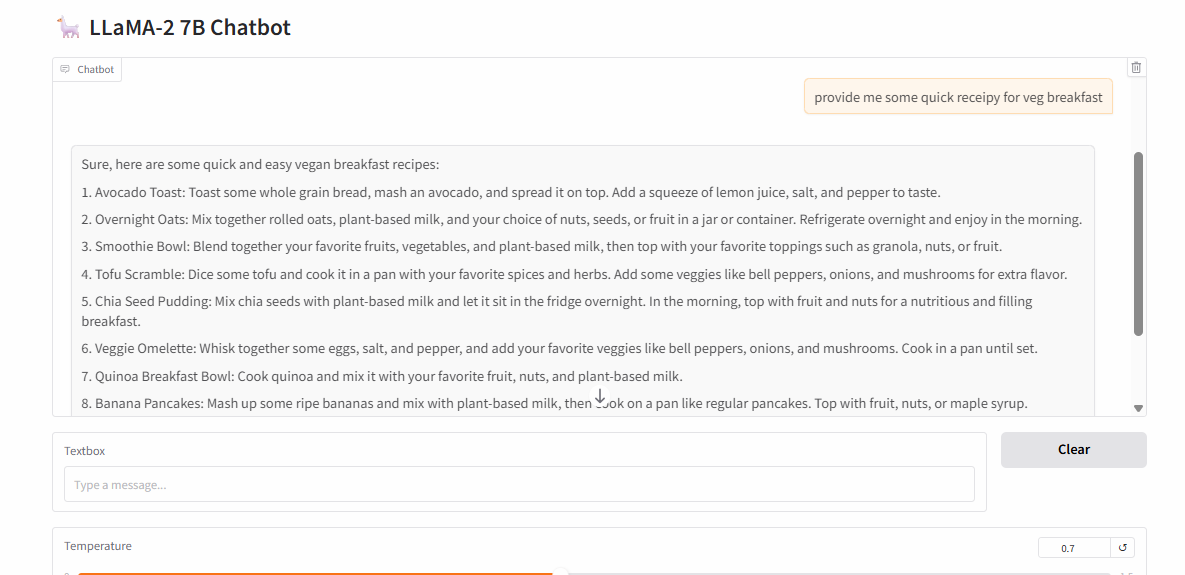 LLaMA-2 7B Chatbot
Chatbot
provide me some quick receipy for veg breakfast
Sure, here are some quick and easy vegan breakfast recipes:
1. Avocado Toast: Toast some whole grain bread, mash an avocado, and spread it on top. Add a squeeze of lemon juice, salt, and pepper to taste.
2. Overnight Oats: Mix together rolled oats, plant-based milk, and your choice of nuts, seeds, or fruit in a jar or container. Refrigerate overnight and enjoy in the morning.
3. Smoothie Bowl: Blend together your favorite fruits, vegetables, and plant-based milk, then top with your favorite toppings such as granola, nuts, or fruit.
4. Tofu Scramble: Dice some tofu and cook it in a pan with your favorite spices and herbs. Add some veggies like bell peppers, onions, and mushrooms for extra flavor.
5. Chia Seed Pudding: Mix chia seeds with plant-based milk and let it sit in the fridge overnight. In the morning, top with fruit and nuts for a nutritious and filling
breakfast.
6. Veggie Omelette: Whisk together some eggs, salt, and pepper, and add your favorite veggies like bell peppers, onions, and mushrooms. Cook in a pan until set.
7. Quinoa Breakfast Bowl: Cook quinoa and mix it with your favorite fruit, nuts, and plant-based milk.
8. Banana Pancakes: Mash up some ripe bananas and mix with plant-based milk, then cook on a pan like regular pancakes. Top with fruit, nuts, or maple syrup.
Textbox
Clear
Type a message...
Temperature
0.7